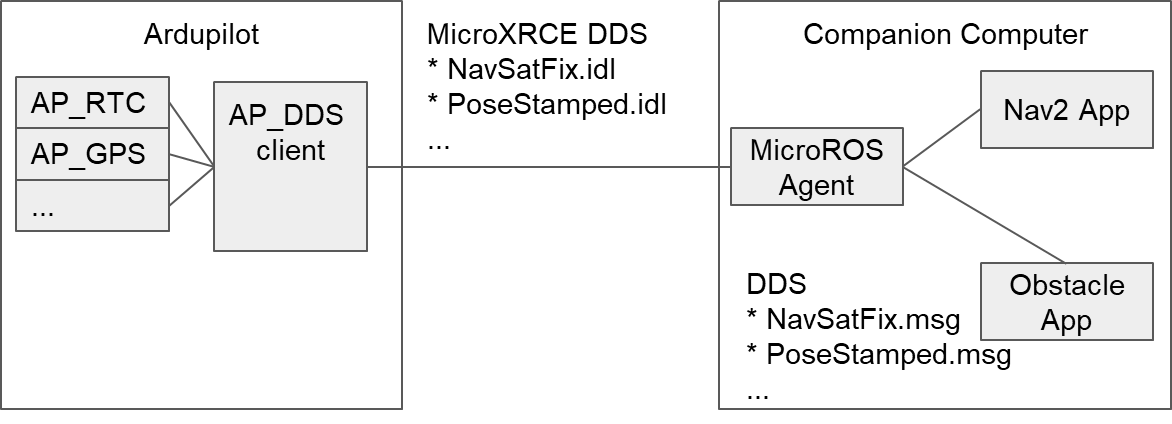 Ardupilot
AP_RTC
AP_GPS
...
AP_DDS
client
MicroXRCE DDS
* NavSatFix.idl
* PoseStamped.idl
...
Companion Computer
MicroROS
Agent
Nav2 App
Obstacle
App
DDS
* NavSatFix.msg
* PoseStamped.msg
...